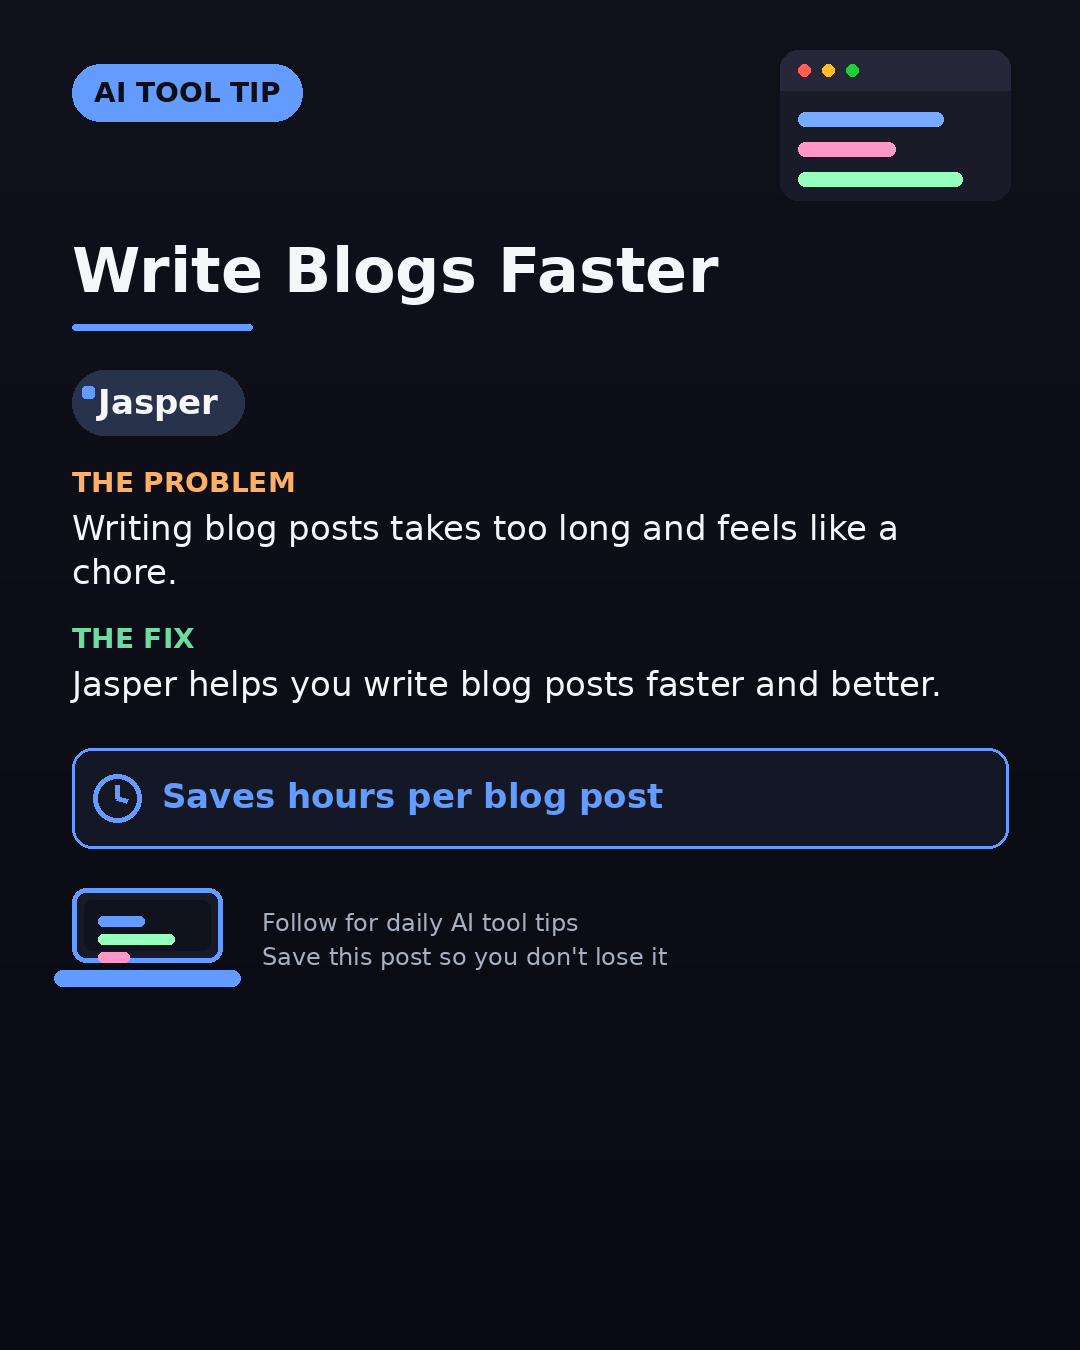 AI TOOL TIP
Write Blogs Faster
Jasper
THE PROBLEM
Writing blog posts takes too long and feels like a
chore.
THE FIX
Jasper helps you write blog posts faster and better.
Saves hours per blog post
Follow for daily AI tool tips
Save this post so you don't lose it